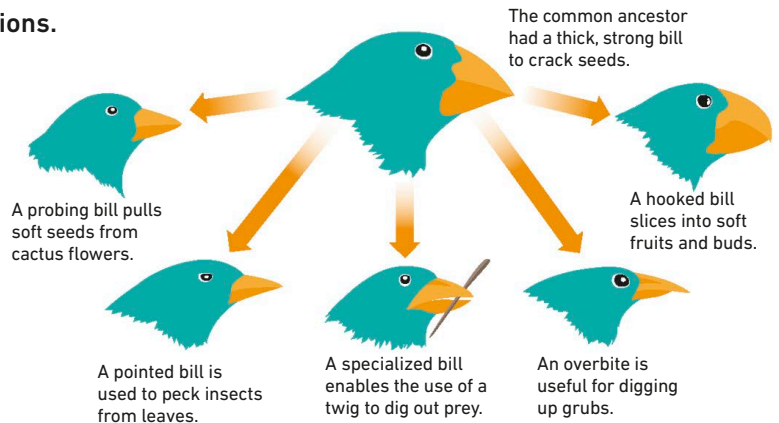 ions.
The common ancestor
had a thick, strong bill
to crack seeds.
A probing bill pulls
soft seeds from
cactus flowers.
A hooked bill
slices into soft
fruits and buds.
A pointed bill is
used to peck insects
from leaves.
A specialized bill
enables the use of a
twig to dig out prey.
An overbite is
useful for digging
up grubs.